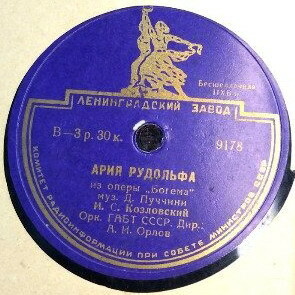 ЛЕНИНГРАДСКИЙ ЗАВОД
В—3 р. 30 к.
9178
АРИЯ РУДОЛЬФА
из оперы „Богема"
муз. Д. Пуччини
И. С. Козловский
Орк. ГАБТ СССР. Дир.:
А. И. Орлов
КОМИТЕТ РАДИОИНФОРМАЦИИ ПРИ СОВЕТЕ МИНИСТРОВ СССР